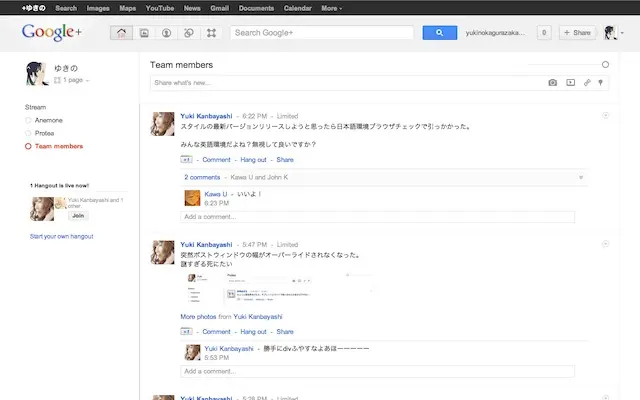 +ゆきの Search Images Maps YouTube News Gmail Documents Calendar More
Google+
Search Google+
yukinokagurazaka...
0
+ Share
ゆきの
1 page
Stream
Anemone
Protea
Team members
1 Hangout is live now!
Yuki Kanbayashi and 1 other.
Join
Start your own hangout
Team members
Share what's new...
Yuki Kanbayashi - 6:22 PM - Limited
スタイルの最新バージョンリリースしようと思ったら日本語環境ブラウザチェックで引っかかった。
みんな英語環境だよね？無視して良いですか？
+1 - Comment - Hang out - Share
2 comments - Kawa U and John K
Kawa U - いいよ！
6:23 PM
Add a comment...
Yuki Kanbayashi - 5:47 PM - Limited
突然ポストウィンドウの幅がオーバーライドされなくなった。
謎すぎる死にたい
More photos from Yuki Kanbayashi
+1 - Comment - Hang out - Share
Yuki Kanbayashi - 勝手にdivふやすなよあほーーーーー
5:53 PM
Add a comment...
Yuki Kanbayashi - 5:26 PM - Limited